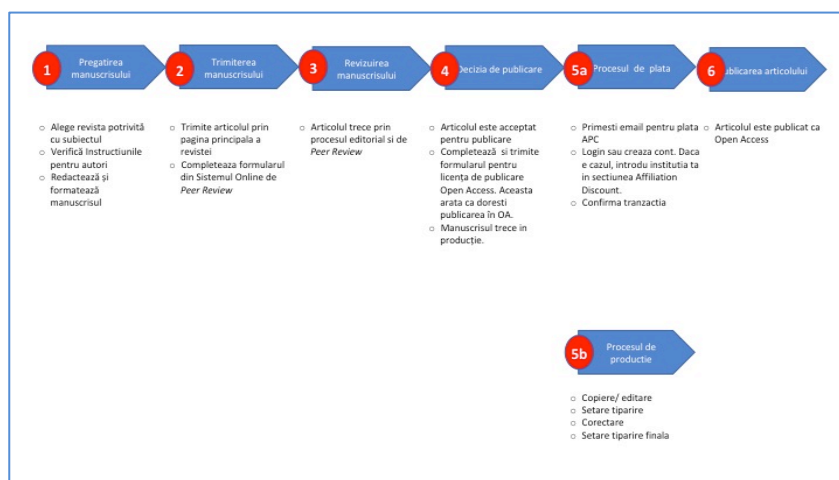 1
Pregatirea
manuscrisului
o Alege revista potrivită
cu subiectul
o Verifică Instructiunile
pentru autori
o Redactează și
formatează
manuscrisul
2
Trimiterea
manuscrisului
o Trimite articolul prin
pagina principala a
revistei
o Completeaza formularul
din Sistemul Online de
Peer Review
3
Revizuirea
manuscrisului
o Articolul trece prin
procesul editorial si de
Peer Review
4
Decizia de publicare
o Articolul este acceptat
pentru publicare
o Completează si trimite
formularul pentru
licența de publicare
Open Access. Aceasta
arata ca doresti
publicarea în OA.
o Manuscrisul trece in
producție.
5a
Procesul de plata
o Primesti email pentru plata
APC
o Login sau creaza cont. Daca
e cazul, introdu institutia ta
in sectiunea Affiliation
Discount.
o Confirma tranzactia
6
ublicarea articolului
o Articolul este publicat ca
Open Access
5b
Procesul de
productie
o Copiere/ editare
o Setare tiparire
o Corectare
o Setare tiparire finala